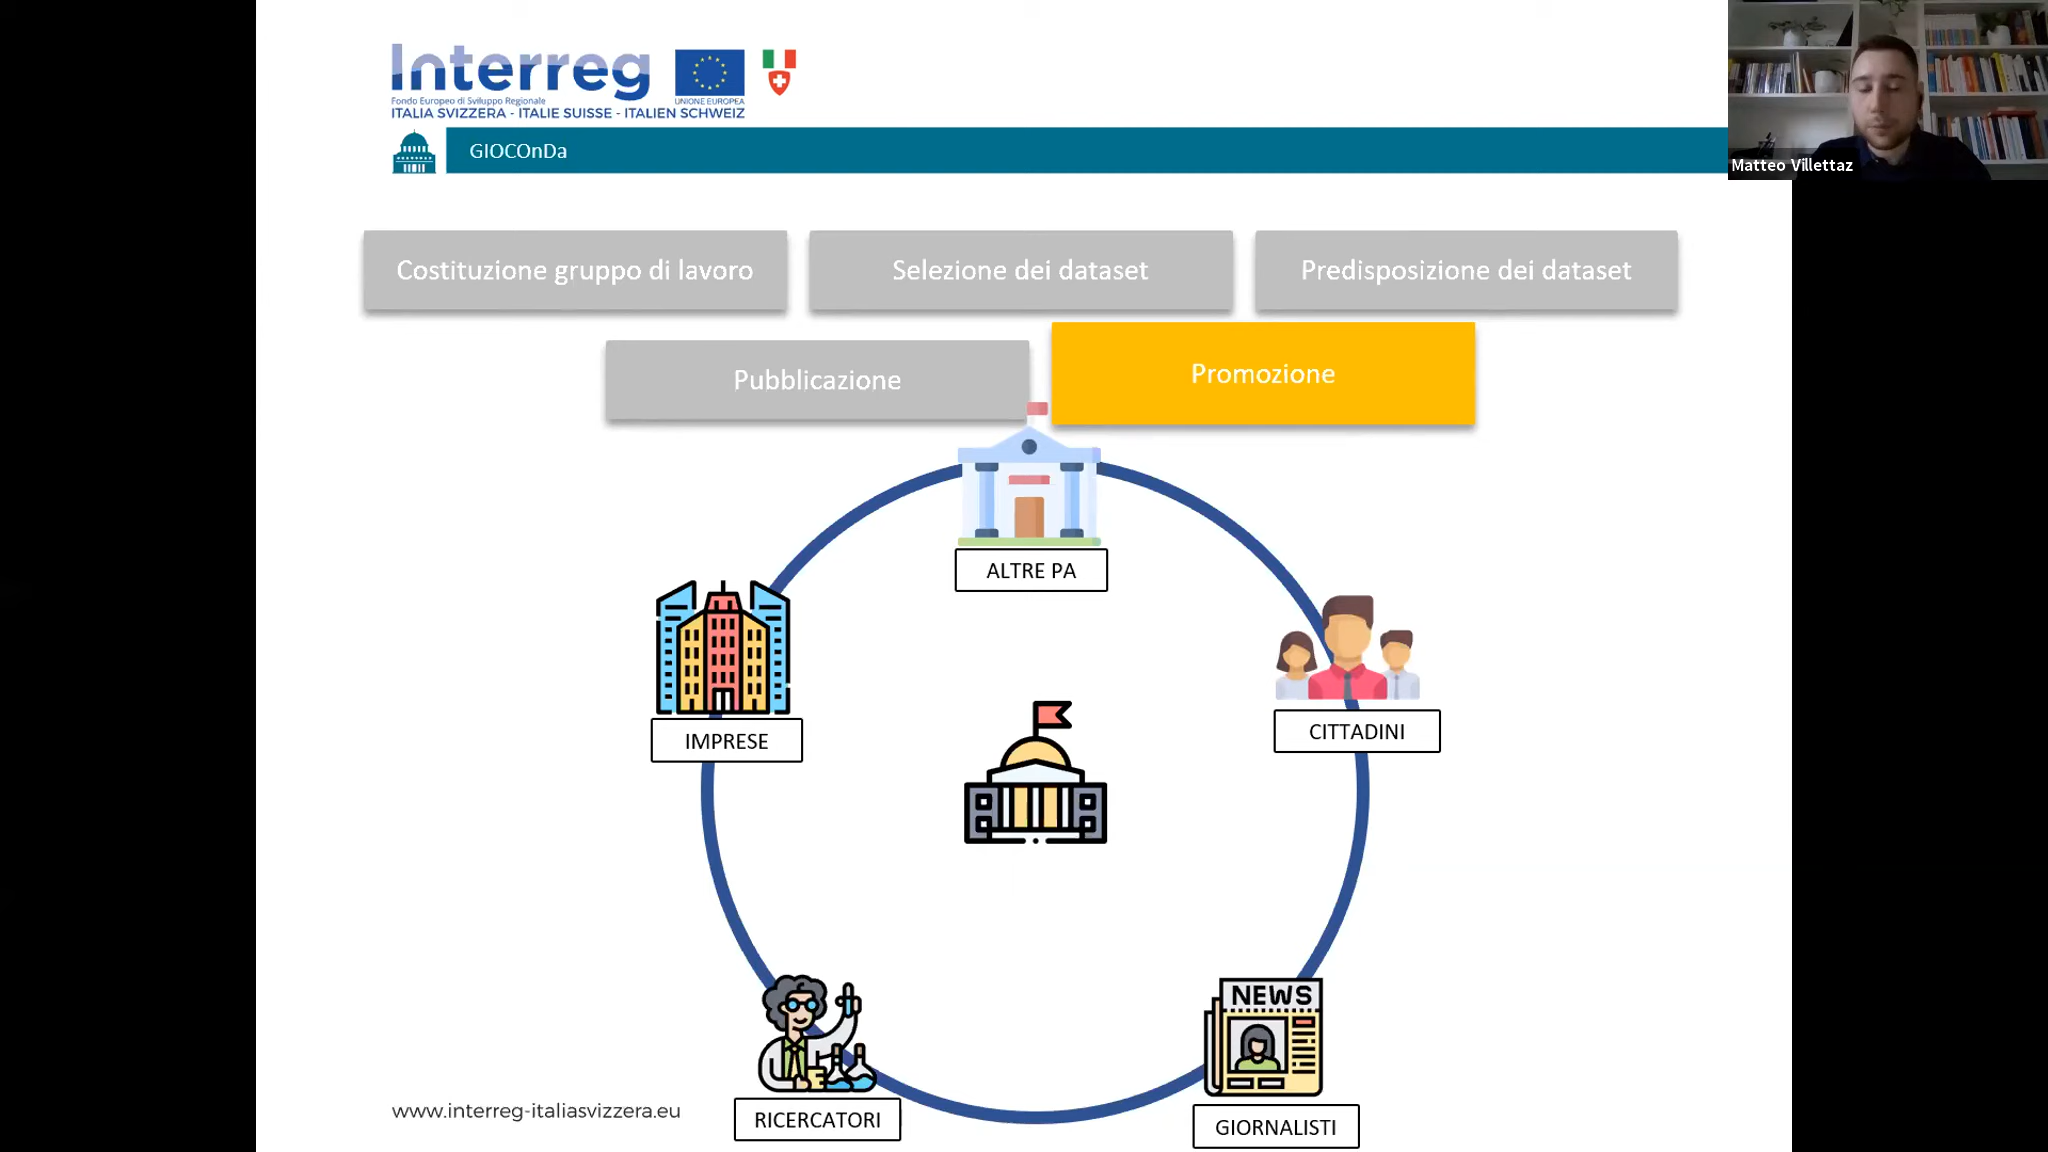 Interreg
Fondo Europeo di Sviluppo Regionale
UNIONE EUROPEA
ITALIA SVIZZERA - ITALIE SUISSE - ITALIEN SCHWEIZ
GIOCOnDa
Matteo Villettaz
Costituzione gruppo di lavoro
Selezione dei dataset
Predisposizione dei dataset
Pubblicazione
Promozione
ALTRE PA
IMPRESE
CITTADINI
NEWS
RICERCATORI
GIORNALISTI
www.interreg-italiasvizzera.eu